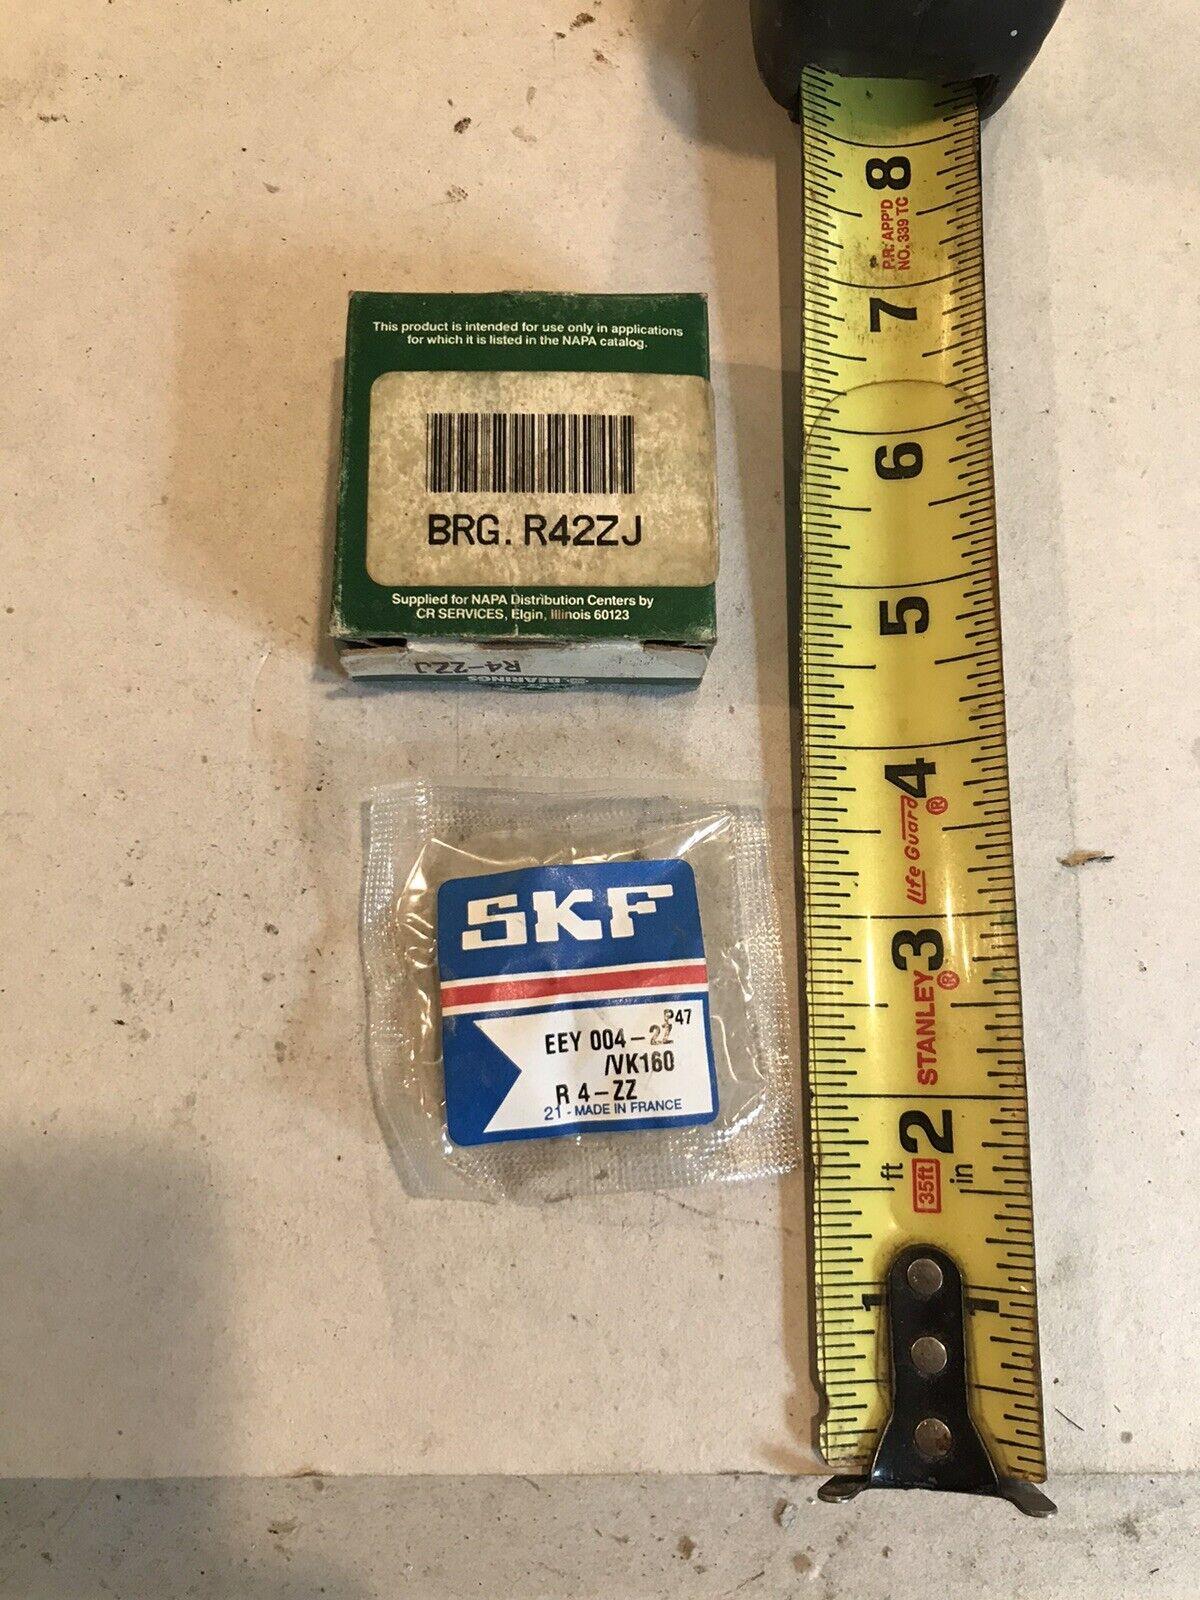 This product is intended for use only in applications
for which it is listed in the NAPA catalog.
BRG. R42ZJ
Supplied for NAPA Distribution Centers by
CR SERVICES, Elgin, Illinois 60123
R4-2ZJ
BEARINGS
SKF
P47
EEY 004-2Z
/VK160
R 4-ZZ
21 - MADE IN FRANCE
8
P.R. APP'D
NO. 339 TC
7
6
5
4
Life Guard®
3
STANLEY®
2
ft 35ft in
1 1